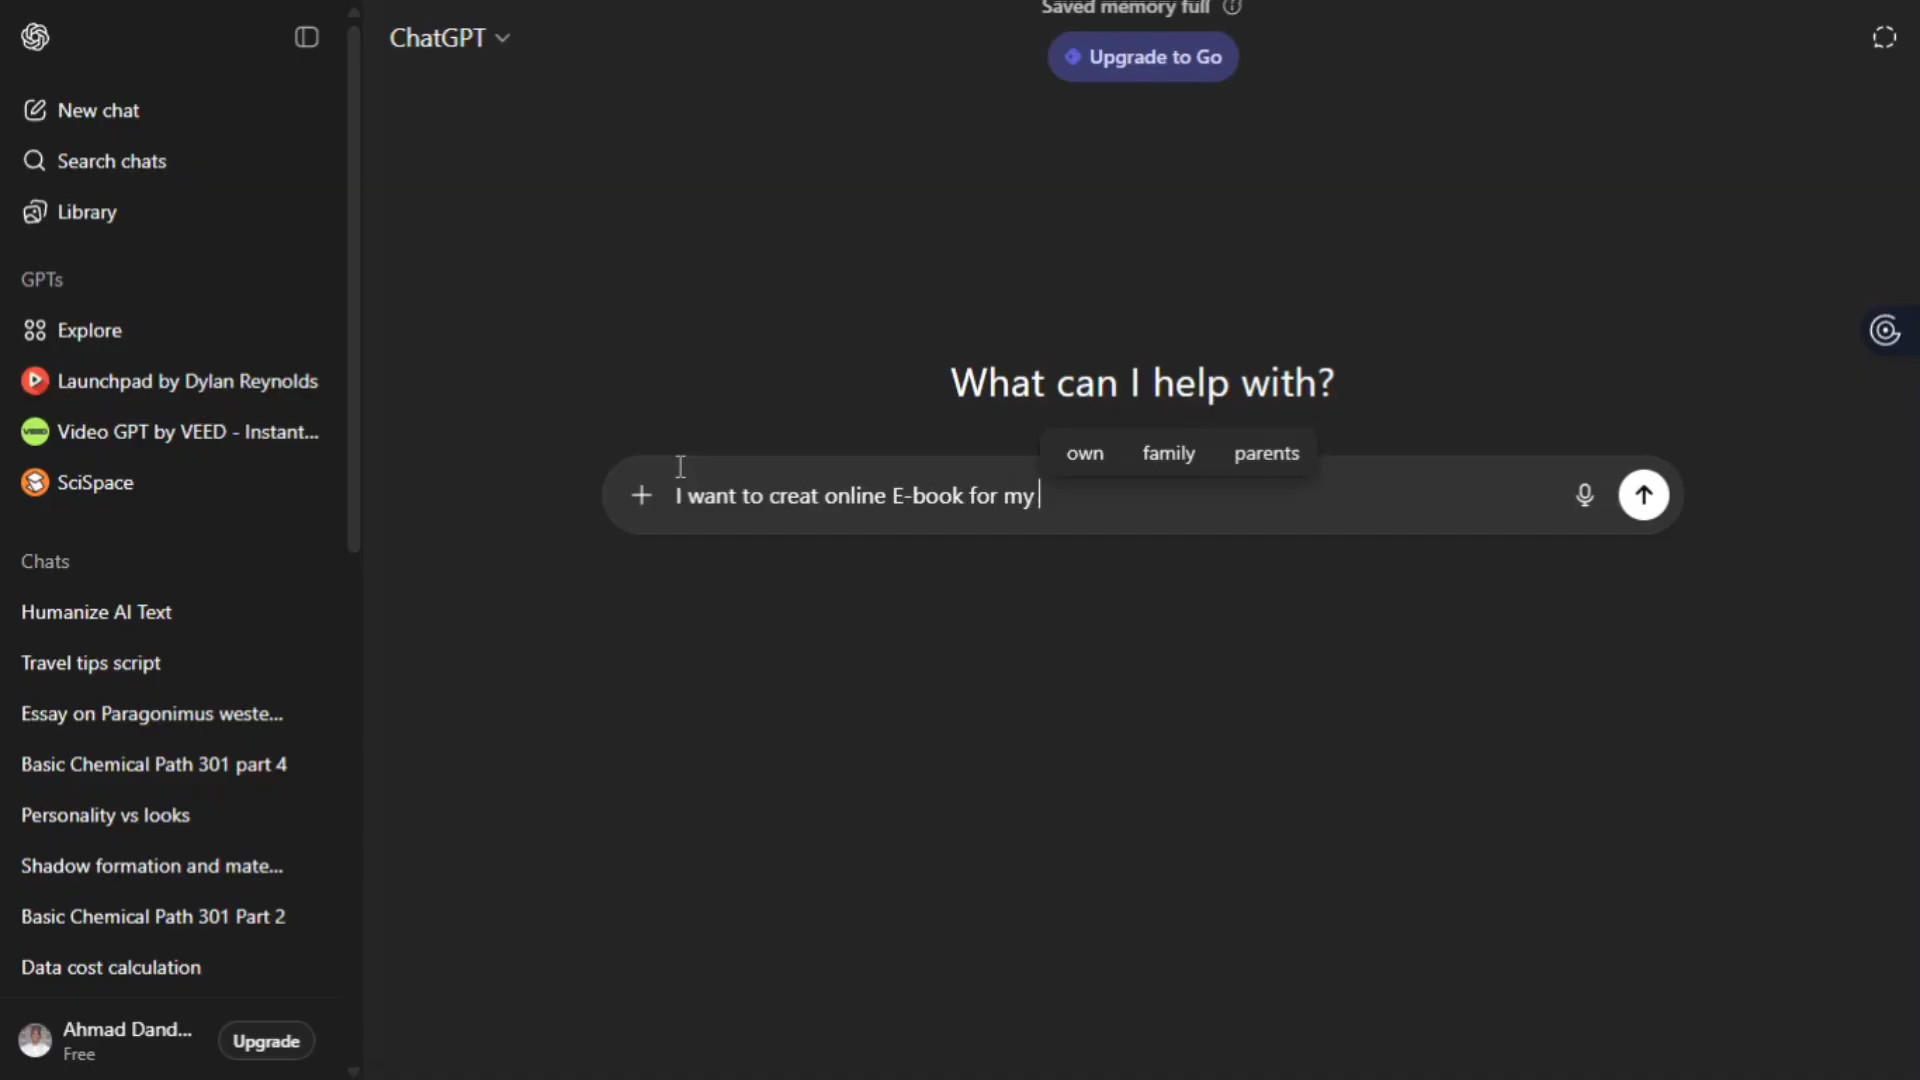 Saved memory full
ChatGPT
Upgrade to Go
New chat
Search chats
Library
GPTs
Explore
Launchpad by Dylan Reynolds
Video GPT by VEED - Instant...
SciSpace
Chats
Humanize AI Text
Travel tips script
Essay on Paragonimus weste...
Basic Chemical Path 301 part 4
Personality vs looks
Shadow formation and mate...
Basic Chemical Path 301 Part 2
Data cost calculation
Ahmad Dand...
Free
Upgrade
What can I help with?
own family parents
I want to creat online E-book for my